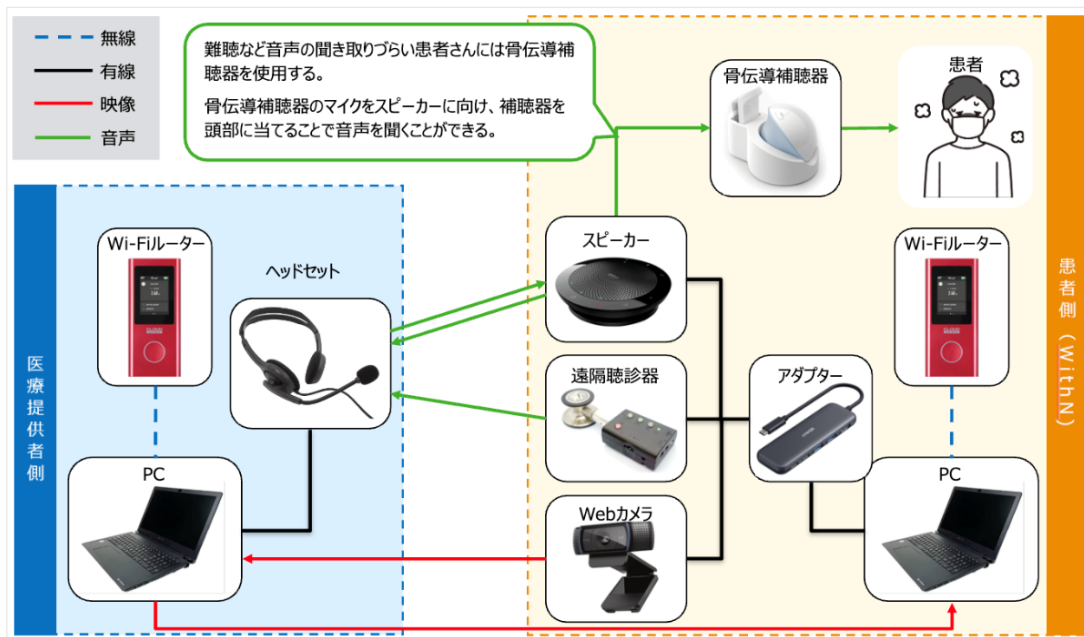 無線
有線
映像
音声
難聴など音声の聞き取りづらい患者さんには骨伝導補
聴器を使用する。
骨伝導補聴器のマイクをスピーカーに向け、補聴器を
頭部に当てることで音声を聞くことができる。
骨伝導補聴器
患者
医療提供者側
Wi-Fiルーター
ヘッドセット
PC
スピーカー
遠隔聴診器
Webカメラ
アダプター
Wi-Fiルーター
PC
患者側（WithN）